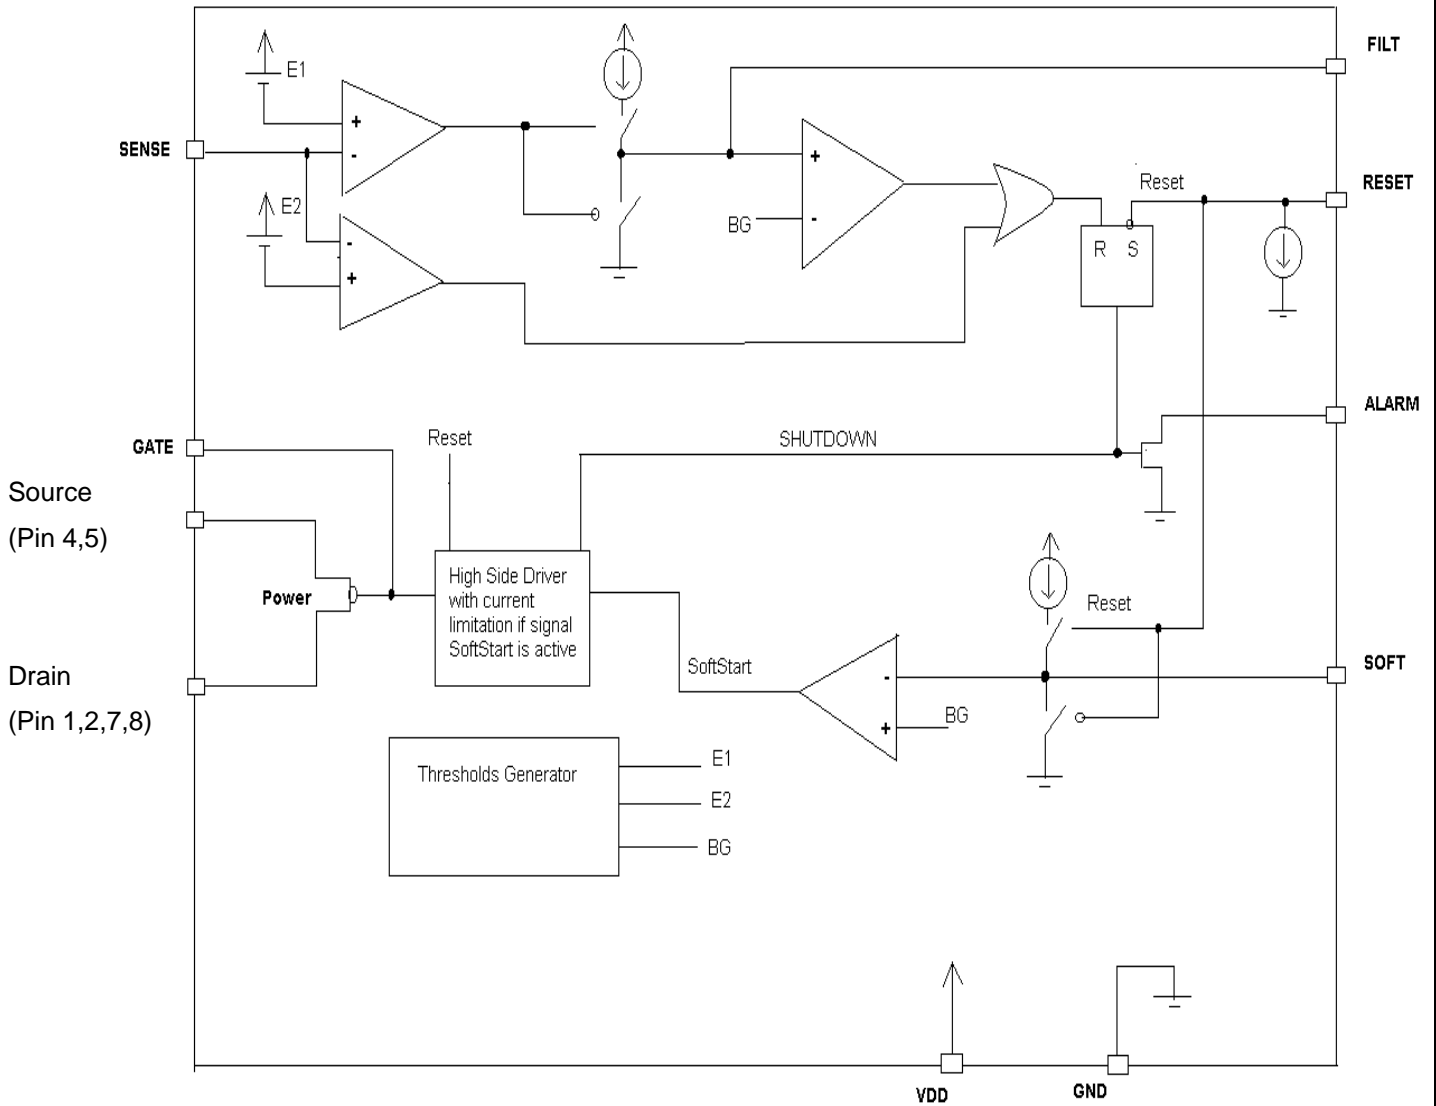 FILT
E1
+
-
SENSE
+
-
BG
Reset
RESET
R S
E2
-
+
ALARM
GATE
Reset
SHUTDOWN
Source
(Pin 4,5)
Power
High Side Driver
with current
limitation if signal
SoftStart is active
Reset
SoftStart
-
+
BG
SOFT
Drain
(Pin 1,2,7,8)
Thresholds Generator
E1
E2
BG
VDD
GND